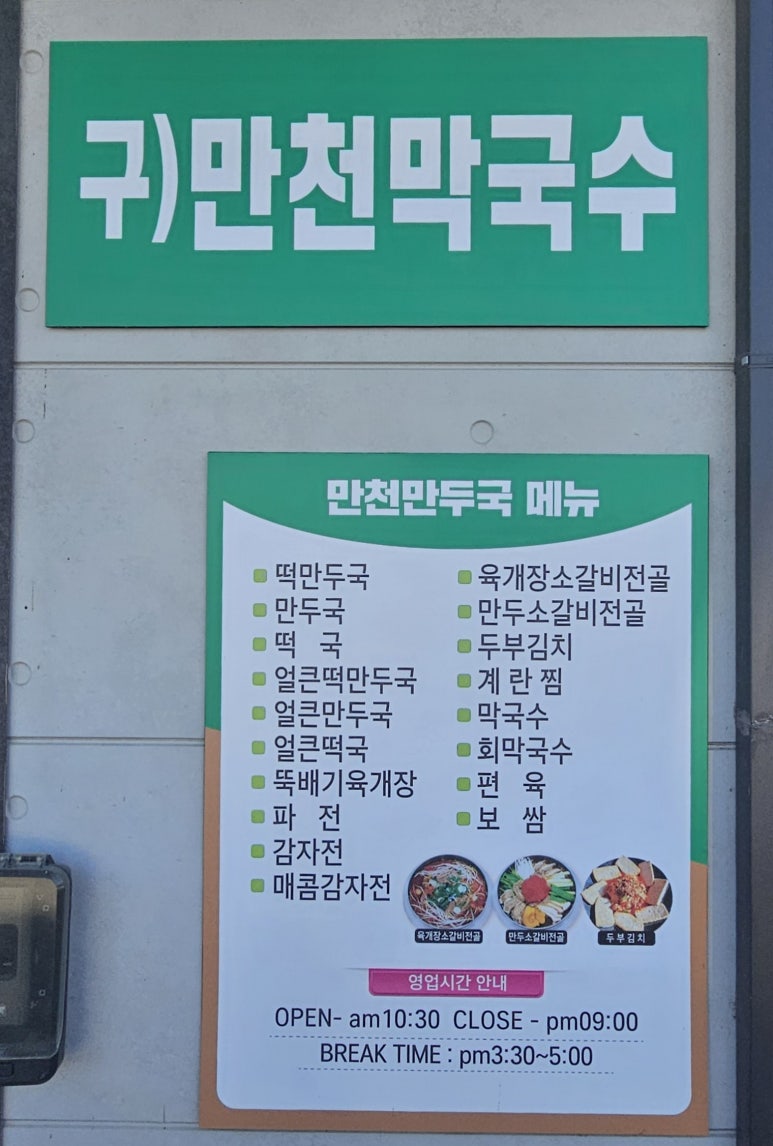 구)만천막국수
만천만두국 메뉴
떡만두국
만두국
떡 국
얼큰떡만두국
얼큰만두국
얼큰떡국
뚝배기육개장
파 전
감자전
매콤감자전
육개장소갈비전골
만두소갈비전골
두부김치
계 란 찜
막국수
회막국수
편 육
보 쌈
육개장소갈비전골
만두소갈비전골
두부김치
영업시간 안내
OPEN- am10:30 CLOSE - pm09:00
BREAK TIME : pm3:30~5:00